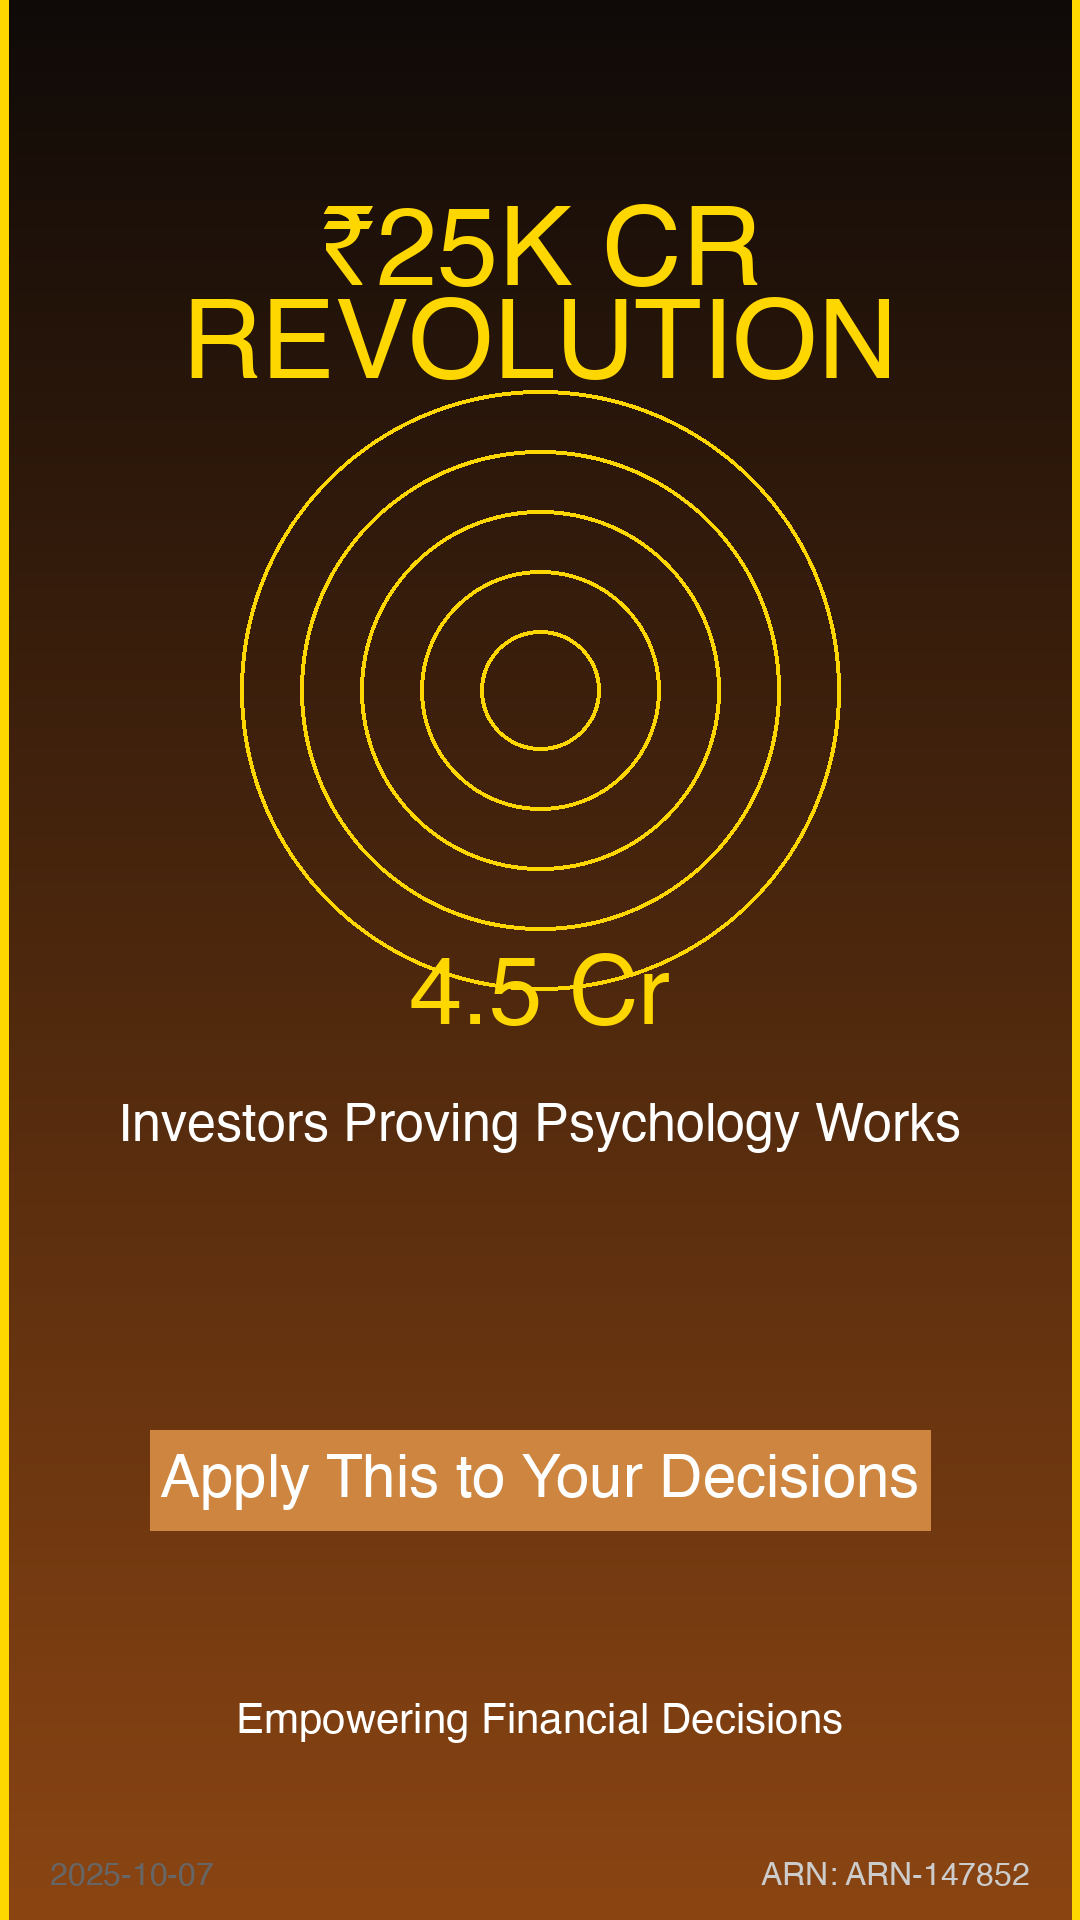 ₹25K CR
REVOLUTION
4.5 Cr
Investors Proving Psychology Works
Apply This to Your Decisions
Empowering Financial Decisions
2025-10-07
ARN: ARN-147852